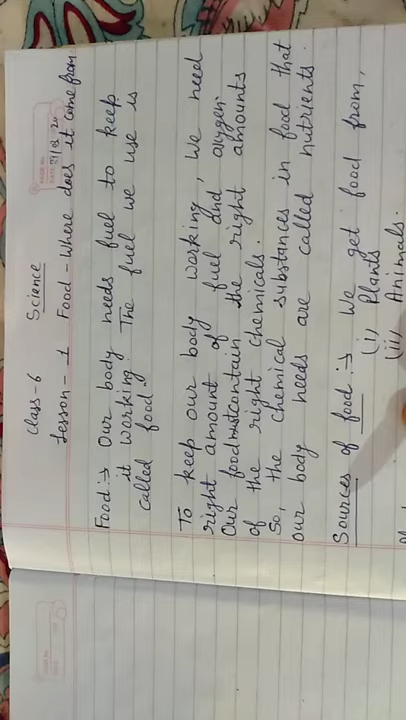 Class-6 Science
Lesson-1 Food-Where does it come from
Food:→ Our body needs fuel to keep
it working. The fuel we use is
called food.
To keep our body working, we need
right amount of fuel and oxygen.
Our food must contain the right amounts
of the right chemicals.
So, the chemical substances in food that
our body needs are called nutrients.
Sources of food:→ We get food from,
(i) Plants
(ii) Animals.